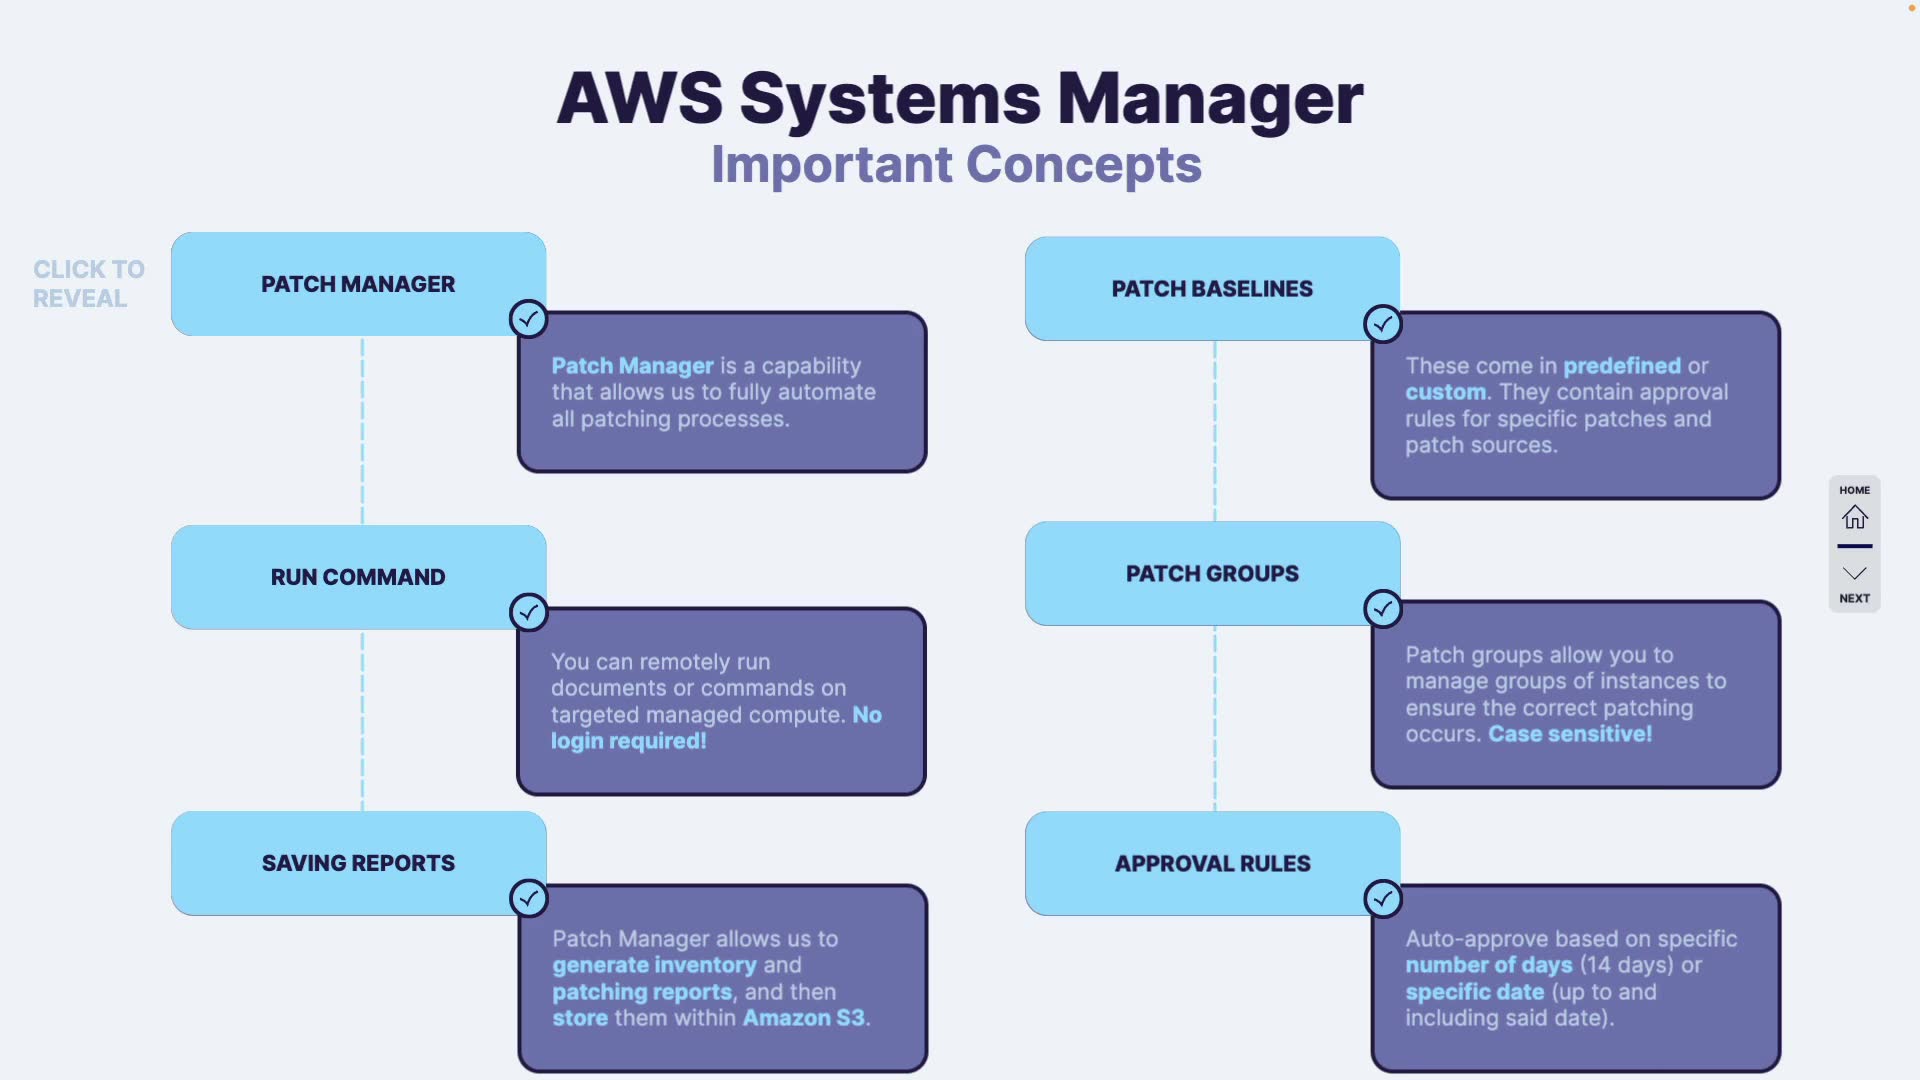 AWS Systems Manager
Important Concepts
CLICK TO
REVEAL
PATCH MANAGER
Patch Manager is a capability
that allows us to fully automate
all patching processes.
RUN COMMAND
You can remotely run
documents or commands on
targeted managed compute. No
login required!
SAVING REPORTS
Patch Manager allows us to
generate inventory and
patching reports, and then
store them within Amazon S3.
PATCH BASELINES
These come in predefined or
custom. They contain approval
rules for specific patches and
patch sources.
PATCH GROUPS
Patch groups allow you to
manage groups of instances to
ensure the correct patching
occurs. Case sensitive!
APPROVAL RULES
Auto-approve based on specific
number of days (14 days) or
specific date (up to and
including said date).
HOME
NEXT